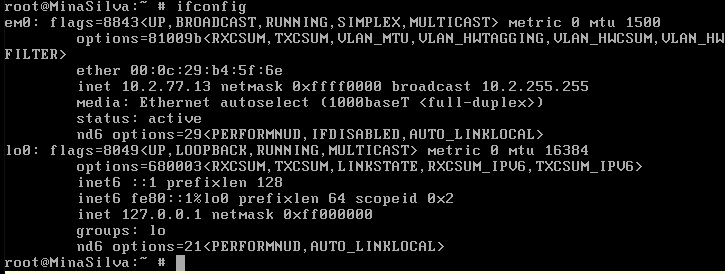 root@MinaSilva:~ # ifconfig
em0: flags=8843<UP,BROADCAST,RUNNING,SIMPLEX,MULTICAST> metric 0 mtu 1500
        options=81009b<RXCSUM,TXCSUM,VLAN_MTU,VLAN_HWTAGGING,VLAN_HWCSUM,VLAN_HW
FILTER>
        ether 00:0c:29:b4:5f:6e
        inet 10.2.77.13 netmask 0xffff0000 broadcast 10.2.255.255
        media: Ethernet autoselect (1000baseT <full-duplex>)
        status: active
        nd6 options=29<PERFORMNUD,IFDISABLED,AUTO_LINKLOCAL>
lo0: flags=8049<UP,LOOPBACK,RUNNING,MULTICAST> metric 0 mtu 16384
        options=680003<RXCSUM,TXCSUM,LINKSTATE,RXCSUM_IPV6,TXCSUM_IPV6>
        inet6 ::1 prefixlen 128
        inet6 fe80::1%lo0 prefixlen 64 scopeid 0x2
        inet 127.0.0.1 netmask 0xff000000
        groups: lo
        nd6 options=21<PERFORMNUD,AUTO_LINKLOCAL>
root@MinaSilva:~ #